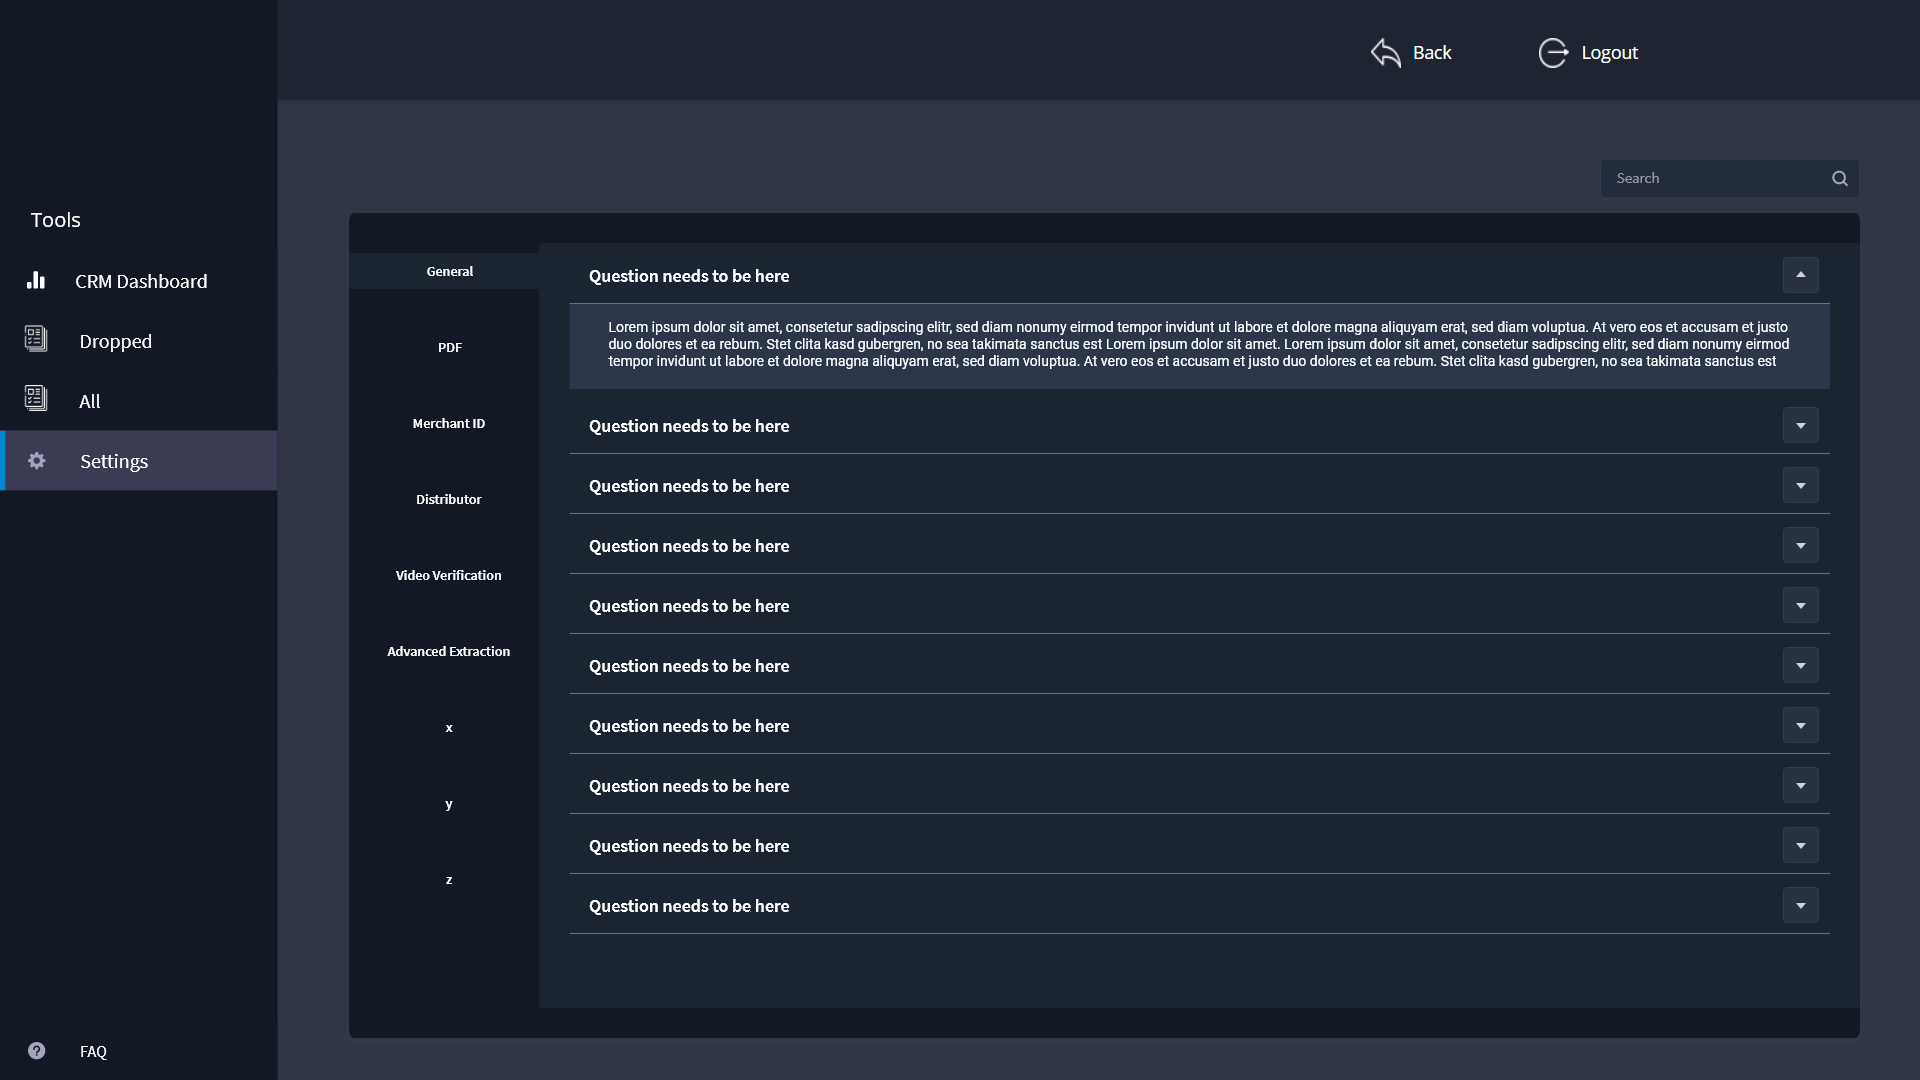 Back
Logout
Search
Tools
CRM Dashboard
Dropped
All
Settings
FAQ
General
PDF
Merchant ID
Distributor
Video Verification
Advanced Extraction
x
y
z
Question needs to be here
Lorem ipsum dolor sit amet, consetetur sadipscing elitr, sed diam nonumy eirmod tempor invidunt ut labore et dolore magna aliquyam erat, sed diam voluptua. At vero eos et accusam et justo
duo dolores et ea rebum. Stet clita kasd gubergren, no sea takimata sanctus est Lorem ipsum dolor sit amet. Lorem ipsum dolor sit amet, consetetur sadipscing elitr, sed diam nonumy eirmod
tempor invidunt ut labore et dolore magna aliquyam erat, sed diam voluptua. At vero eos et accusam et justo duo dolores et ea rebum. Stet clita kasd gubergren, no sea takimata sanctus est
Question needs to be here
Question needs to be here
Question needs to be here
Question needs to be here
Question needs to be here
Question needs to be here
Question needs to be here
Question needs to be here
Question needs to be here